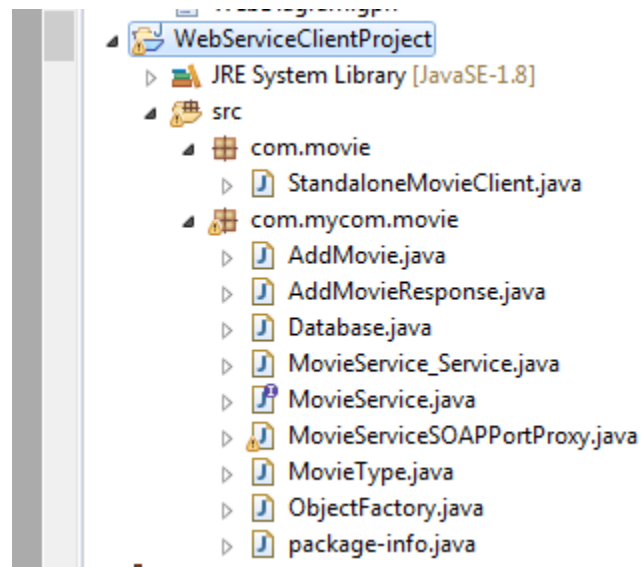 WebServiceClientProject
JRE System Library [JavaSE-1.8]
src
com.movie
StandaloneMovieClient.java
com.mycom.movie
AddMovie.java
AddMovieResponse.java
Database.java
MovieService_Service.java
MovieService.java
MovieServiceSOAPPortProxy.java
MovieType.java
ObjectFactory.java
package-info.java